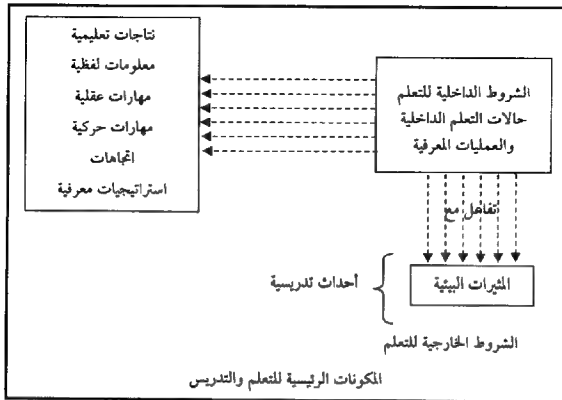 الشروط الداخلية للتعلم
حالات التعلم الداخلية
والعمليات المعرفية
نتاجات تعليمية
معلومات لفظية
مهارات عقلية
مهارات حركية
اتجاهات
استراتيجيات معرفية
تفاعل مع
المثيرات البيئية
أحداث تدريسية
الشروط الخارجية للتعلم
المكونات الرئيسية للتعلم والتدريس